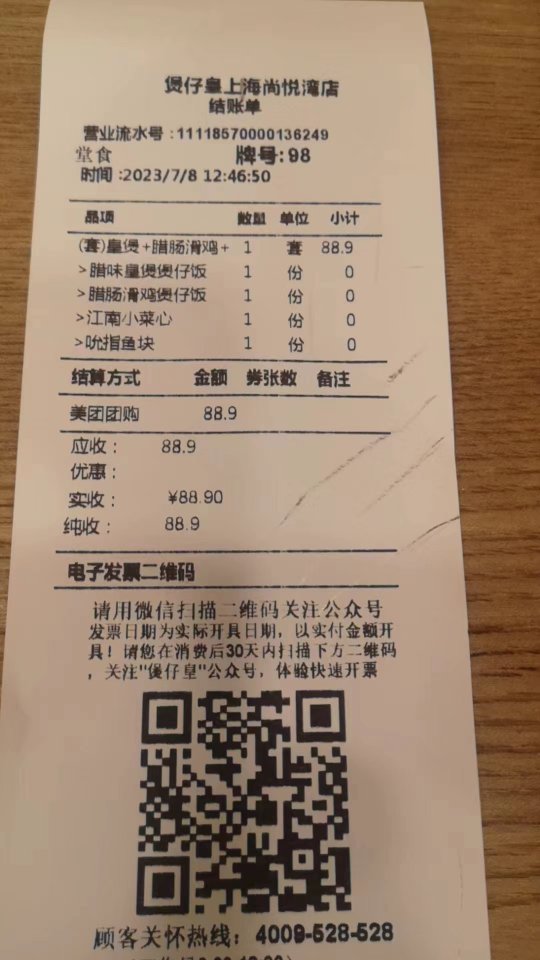 煲仔皇上海尚悦湾店
结账单
营业流水号：11118570000136249
堂食 牌号：98
时间：2023/7/8 12:46:50
品项 数量 单位 小计
（套）皇煲+腊肠滑鸡+ 1 套 88.9
>腊味皇煲煲仔饭 1 份 0
>腊肠滑鸡煲仔饭 1 份 0
>江南小菜心 1 份 0
>吮指鱼块 1 份 0
结算方式 金额 券张数 备注
美团团购 88.9
应收： 88.9
优惠：
实收： ¥88.90
纯收： 88.9
电子发票二维码
请用微信扫描二维码关注公众号
发票日期为实际开具日期，以实付金额开
具！请您在消费后30天内扫描下方二维码
，关注"煲仔皇"公众号，体验快速开票
顾客关怀热线：4009-528-528